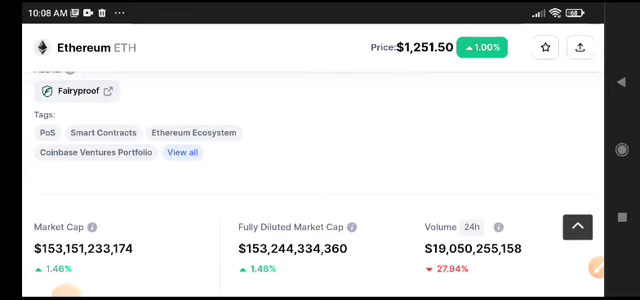 10:08 AM
68
Ethereum ETH
Price: $1,251.50 1.00%
Fairyproof
Tags:
PoS Smart Contracts Ethereum Ecosystem
Coinbase Ventures Portfolio View all
Market Cap Fully Diluted Market Cap Volume 24h
$153,151,233,174 $153,244,334,360 $19,050,255,158
1.46% 1.46% 27.94%